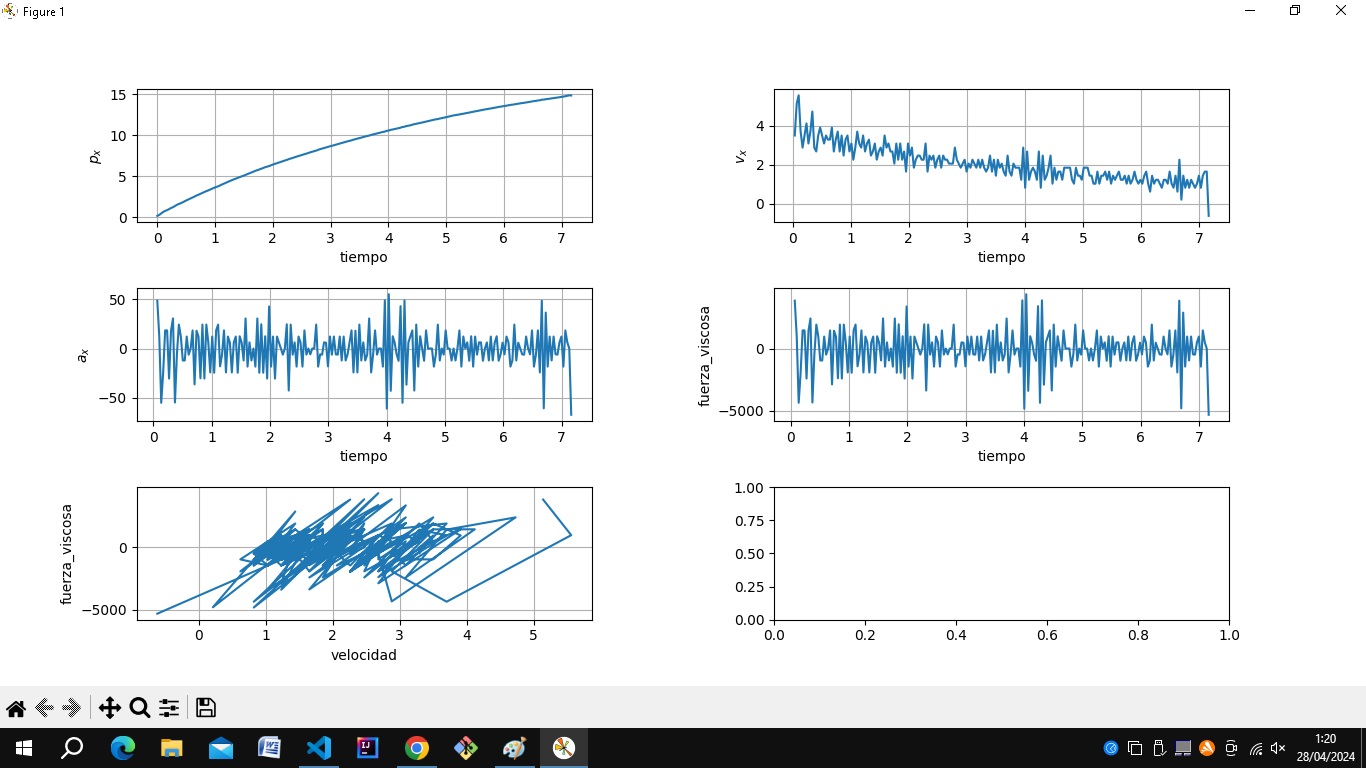 Figure 1
15
10
5
0
p_x
0 1 2 3 4 5 6 7
tiempo
4
2
0
v_x
0 1 2 3 4 5 6 7
tiempo
50
0
−50
a_x
0 1 2 3 4 5 6 7
tiempo
0
−5000
fuerza_viscosa
0 1 2 3 4 5 6 7
tiempo
0
−5000
fuerza_viscosa
0 1 2 3 4 5
velocidad
1.00
0.75
0.50
0.25
0.00
0.0 0.2 0.4 0.6 0.8 1.0
1:20
28/04/2024